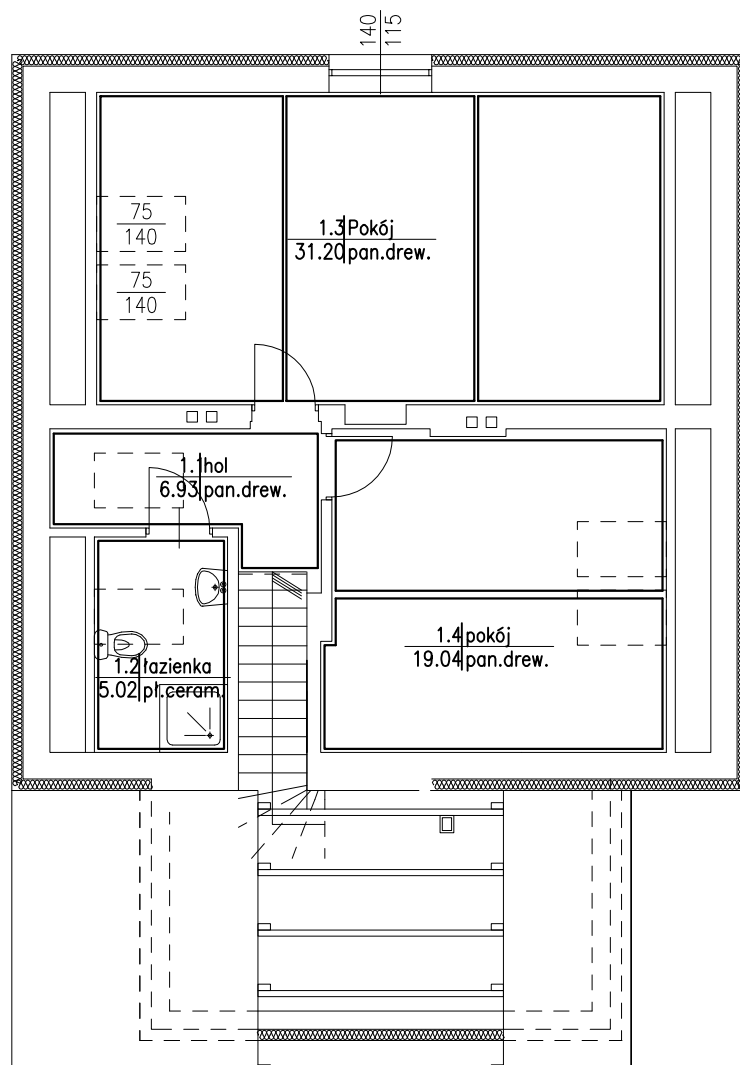 140
115
75
140
75
140
1.3 Pokój
31.20 pan.drew.
1.1 hol
6.93 pan.drew.
1.2 łazienka
5.02 pł.ceram.
1.4 pokój
19.04 pan.drew.